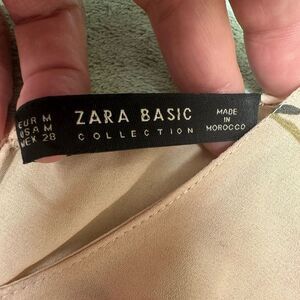 EUR M
USA M
MEX 28
ZARA BASIC
COLLECTION
MADE
IN
MOROCCO